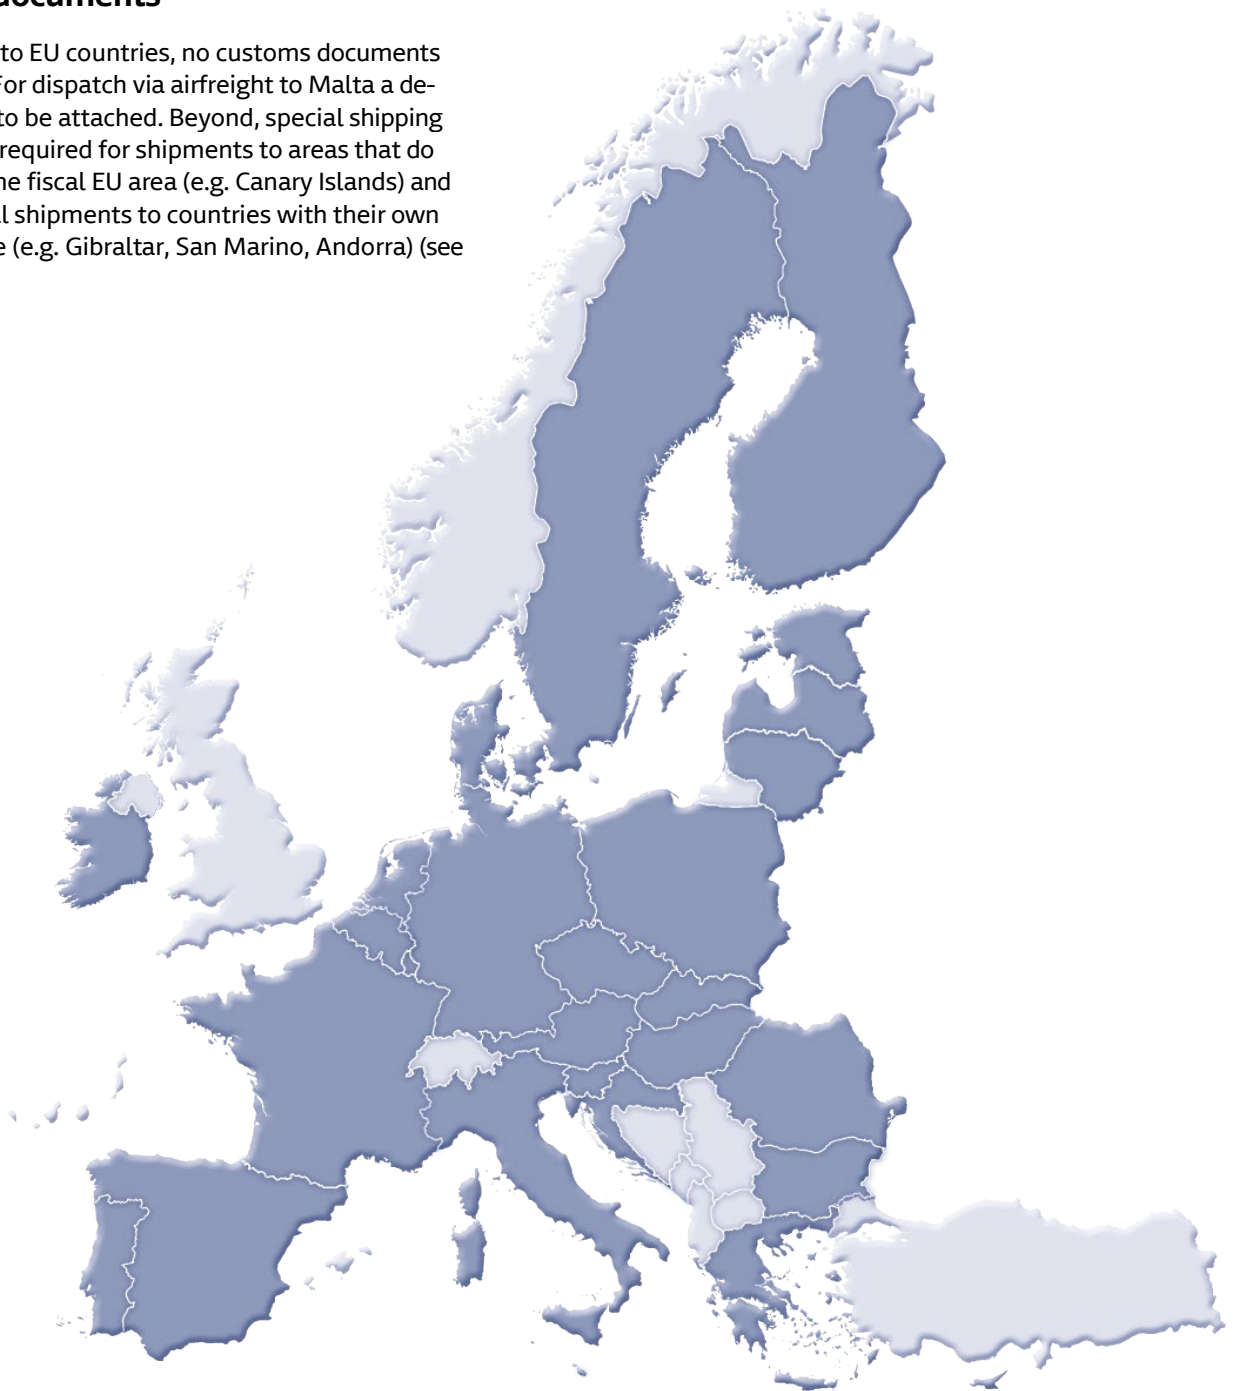 documents
to EU countries, no customs documents
For dispatch via airfreight to Malta a de-
to be attached. Beyond, special shipping
required for shipments to areas that do
he fiscal EU area (e.g. Canary Islands) and
l shipments to countries with their own
e (e.g. Gibraltar, San Marino, Andorra) (see